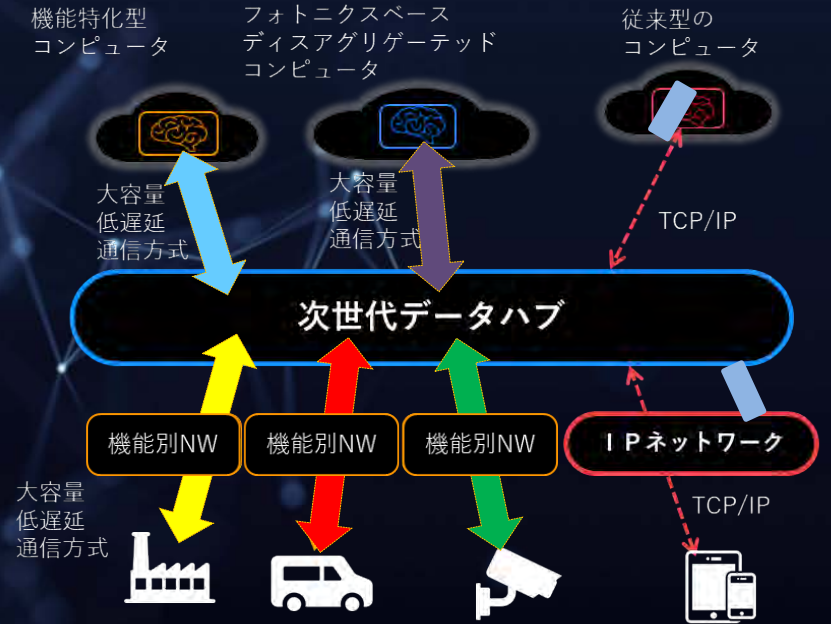 機能特化型
コンピュータ
フォトニクスベース
ディスアグリゲーテッド
コンピュータ
従来型の
コンピュータ
大容量
低遅延
通信方式
大容量
低遅延
通信方式
TCP/IP
次世代データハブ
機能別NW
機能別NW
機能別NW
ＩＰネットワーク
大容量
低遅延
通信方式
TCP/IP